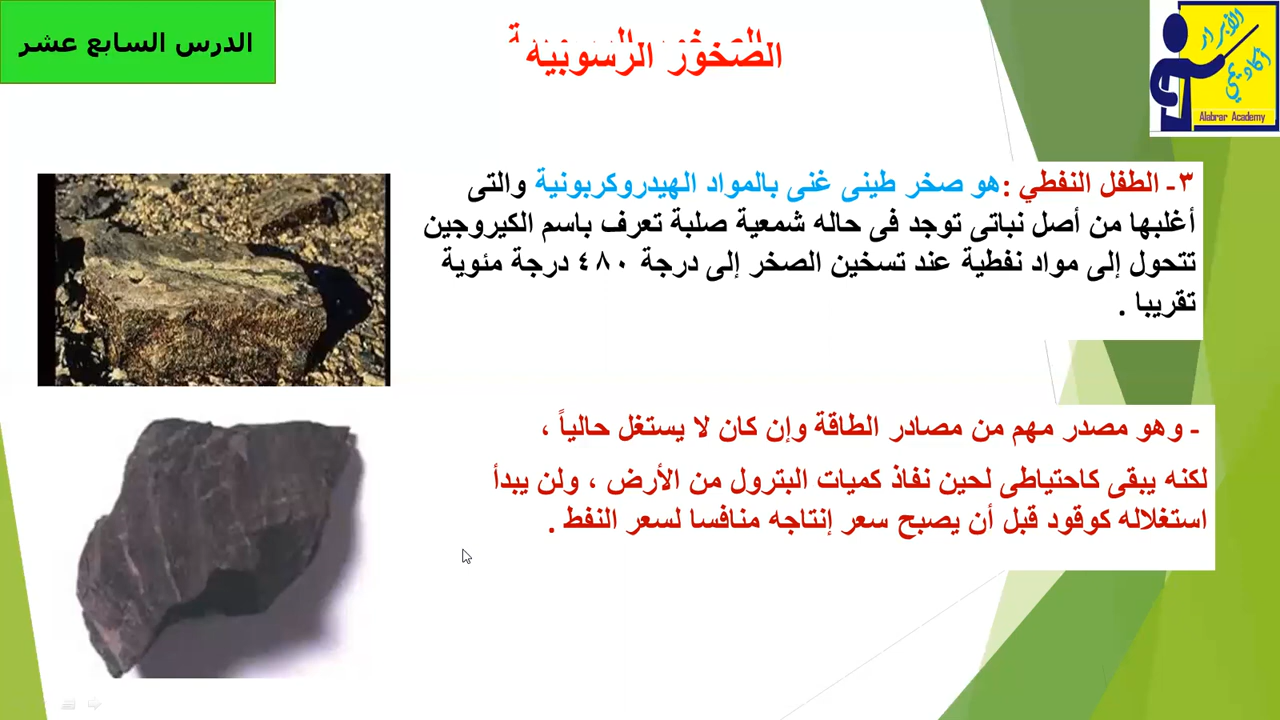 الدرس السابع عشر
الصخور الرسوبية
الأبرار
أكاديمي
Alabrar Academy
٣- الطفل النفطي :هو صخر طينى غنى بالمواد الهيدروكربونية والتى
أغلبها من أصل نباتى توجد فى حاله شمعية صلبة تعرف باسم الكيروجين
تتحول إلى مواد نفطية عند تسخين الصخر إلى درجة ٤٨٠ درجة مئوية
تقريبا .
- وهو مصدر مهم من مصادر الطاقة وإن كان لا يستغل حالياً ،
لكنه يبقى كاحتياطى لحين نفاذ كميات البترول من الأرض ، ولن يبدأ
استغلاله كوقود قبل أن يصبح سعر إنتاجه منافسا لسعر النفط .